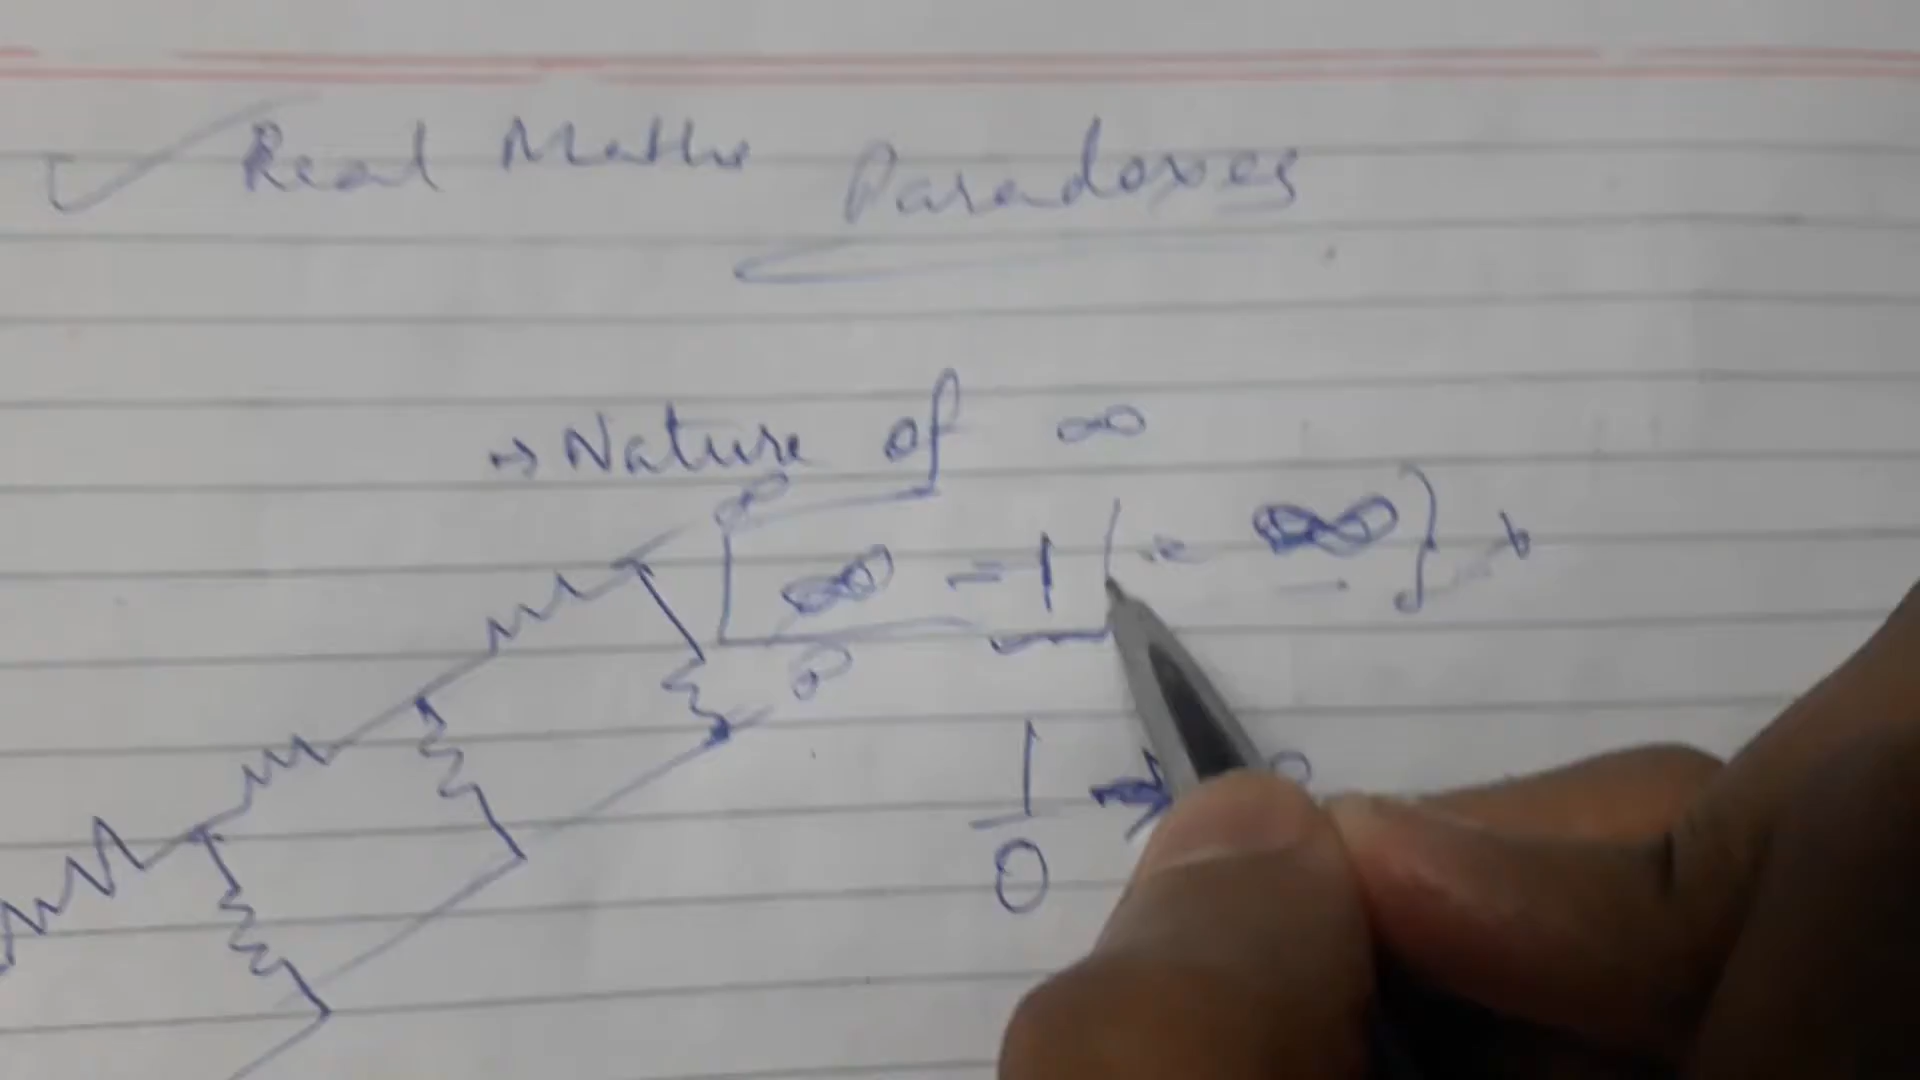 Real Maths Paradoxes
→ Nature of ∞
∞ - 1 = ∞
1
0
→